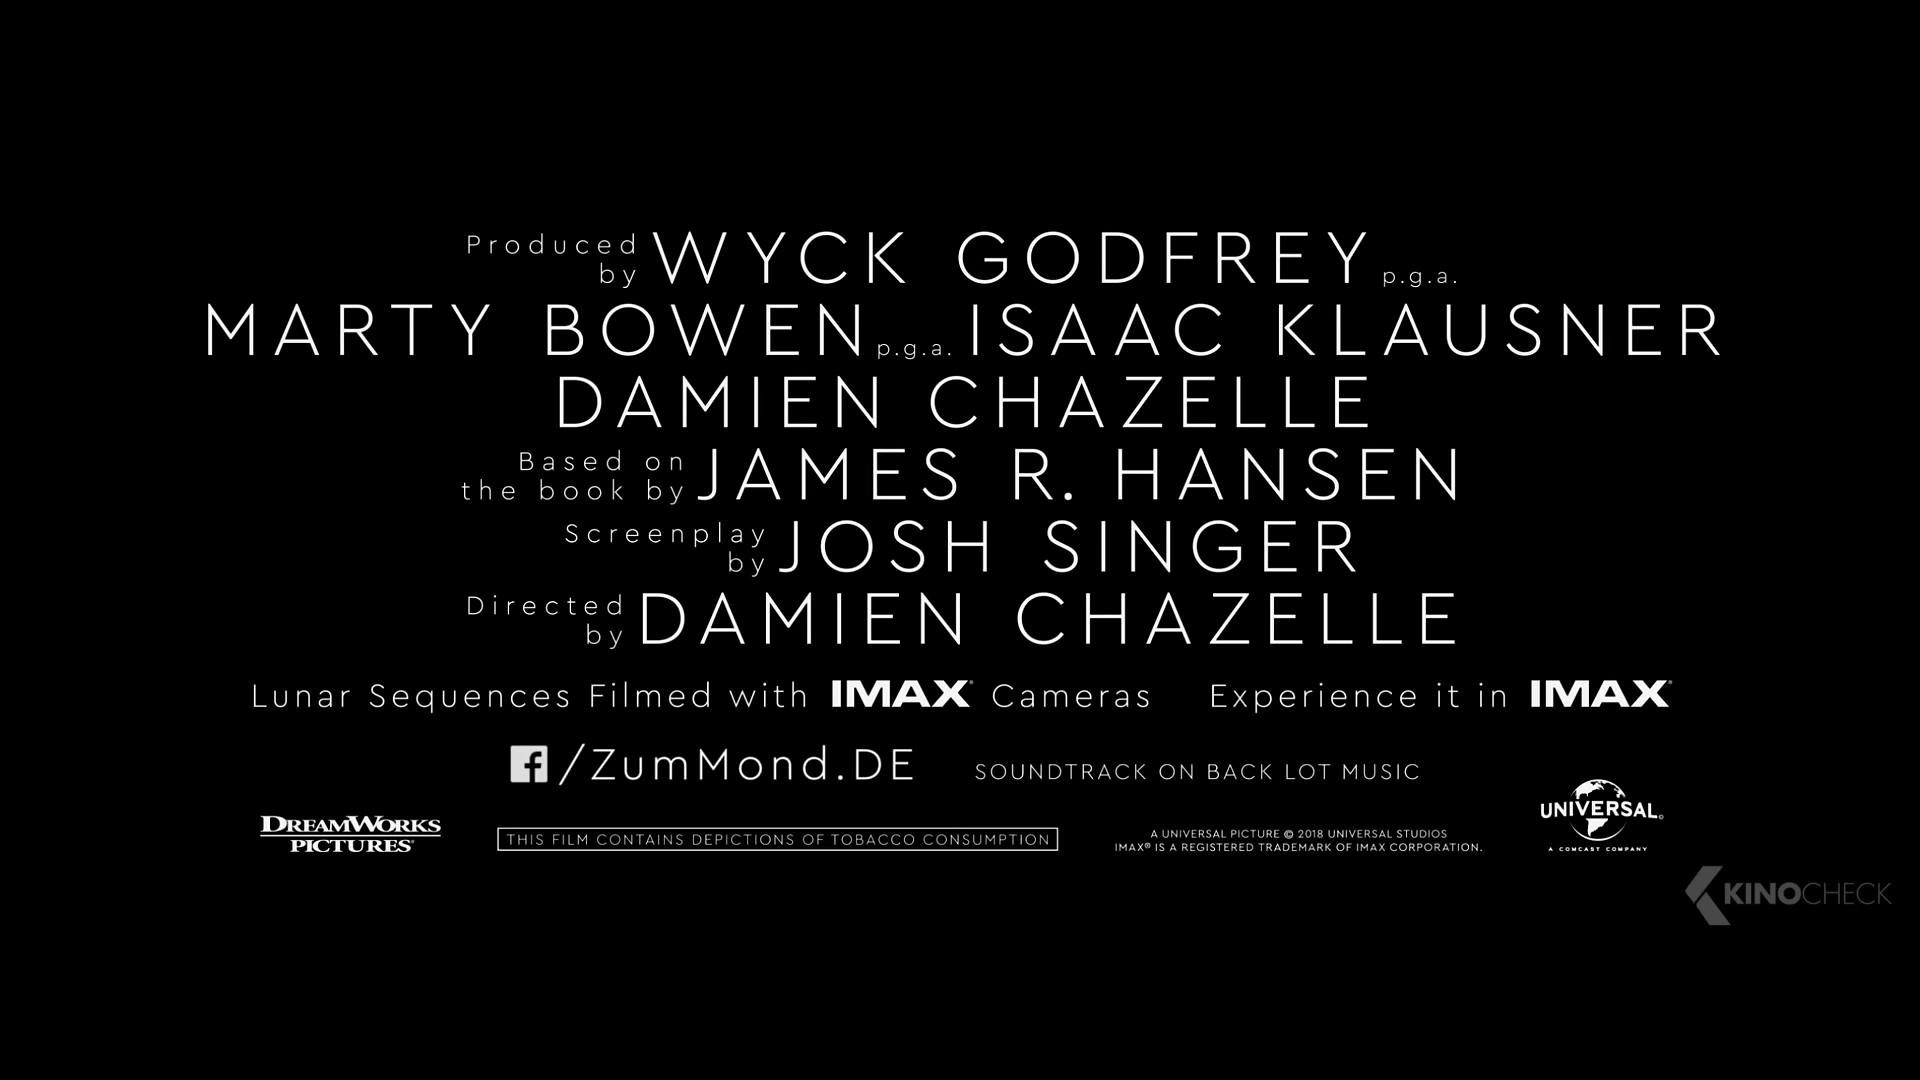 Produced by WYCK GODFREY p.g.a.
MARTY BOWEN p.g.a. ISAAC KLAUSNER
DAMIEN CHAZELLE
Based on the book by JAMES R. HANSEN
Screenplay by JOSH SINGER
Directed by DAMIEN CHAZELLE
Lunar Sequences Filmed with IMAX® Cameras Experience it in IMAX®
f/ZumMond.DE SOUNDTRACK ON BACK LOT MUSIC
DREAMWORKS PICTURES®
THIS FILM CONTAINS DEPICTIONS OF TOBACCO CONSUMPTION
A UNIVERSAL PICTURE © 2018 UNIVERSAL STUDIOS
IMAX® IS A REGISTERED TRADEMARK OF IMAX CORPORATION.
UNIVERSAL
A COMCAST COMPANY
KINOCHECK